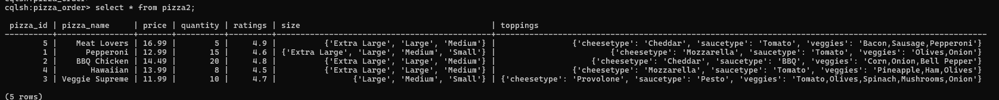 cqlsh:pizza_order> select * from pizza2;
 pizza_id | pizza_name     | price | quantity | ratings | size                                        | toppings
----------+----------------+-------+----------+---------+---------------------------------------------+------------------------------------------------------------------------------------------------------
        5 |    Meat Lovers | 16.99 |        5 |     4.9 |          {'Extra Large', 'Large', 'Medium'} |                {'cheesetype': 'Cheddar', 'saucetype': 'Tomato', 'veggies': 'Bacon,Sausage,Pepperoni'}
        1 |      Pepperoni | 12.99 |       15 |     4.6 | {'Extra Large', 'Large', 'Medium', 'Small'} |                        {'cheesetype': 'Mozzarella', 'saucetype': 'Tomato', 'veggies': 'Olives,Onion'}
        2 |    BBQ Chicken | 14.49 |       20 |     4.8 |          {'Extra Large', 'Large', 'Medium'} |                    {'cheesetype': 'Cheddar', 'saucetype': 'BBQ', 'veggies': 'Corn,Onion,Bell Pepper'}
        4 |       Hawaiian | 13.99 |        8 |     4.5 |          {'Extra Large', 'Large', 'Medium'} |                {'cheesetype': 'Mozzarella', 'saucetype': 'Tomato', 'veggies': 'Pineapple,Ham,Olives'}
        3 | Veggie Supreme | 11.99 |       10 |     4.7 |                {'Large', 'Medium', 'Small'} | {'cheesetype': 'Provolone', 'saucetype': 'Pesto', 'veggies': 'Tomato,Olives,Spinach,Mushrooms,Onion'}
(5 rows)